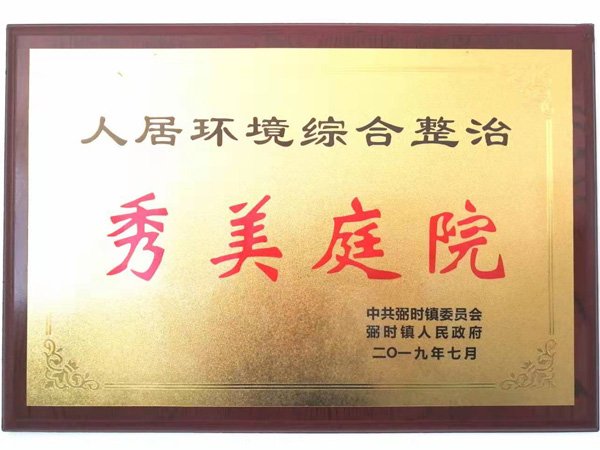 人居环境综合整治
秀美庭院
中共弼时镇委员会
弼时镇人民政府
二〇一九年七月